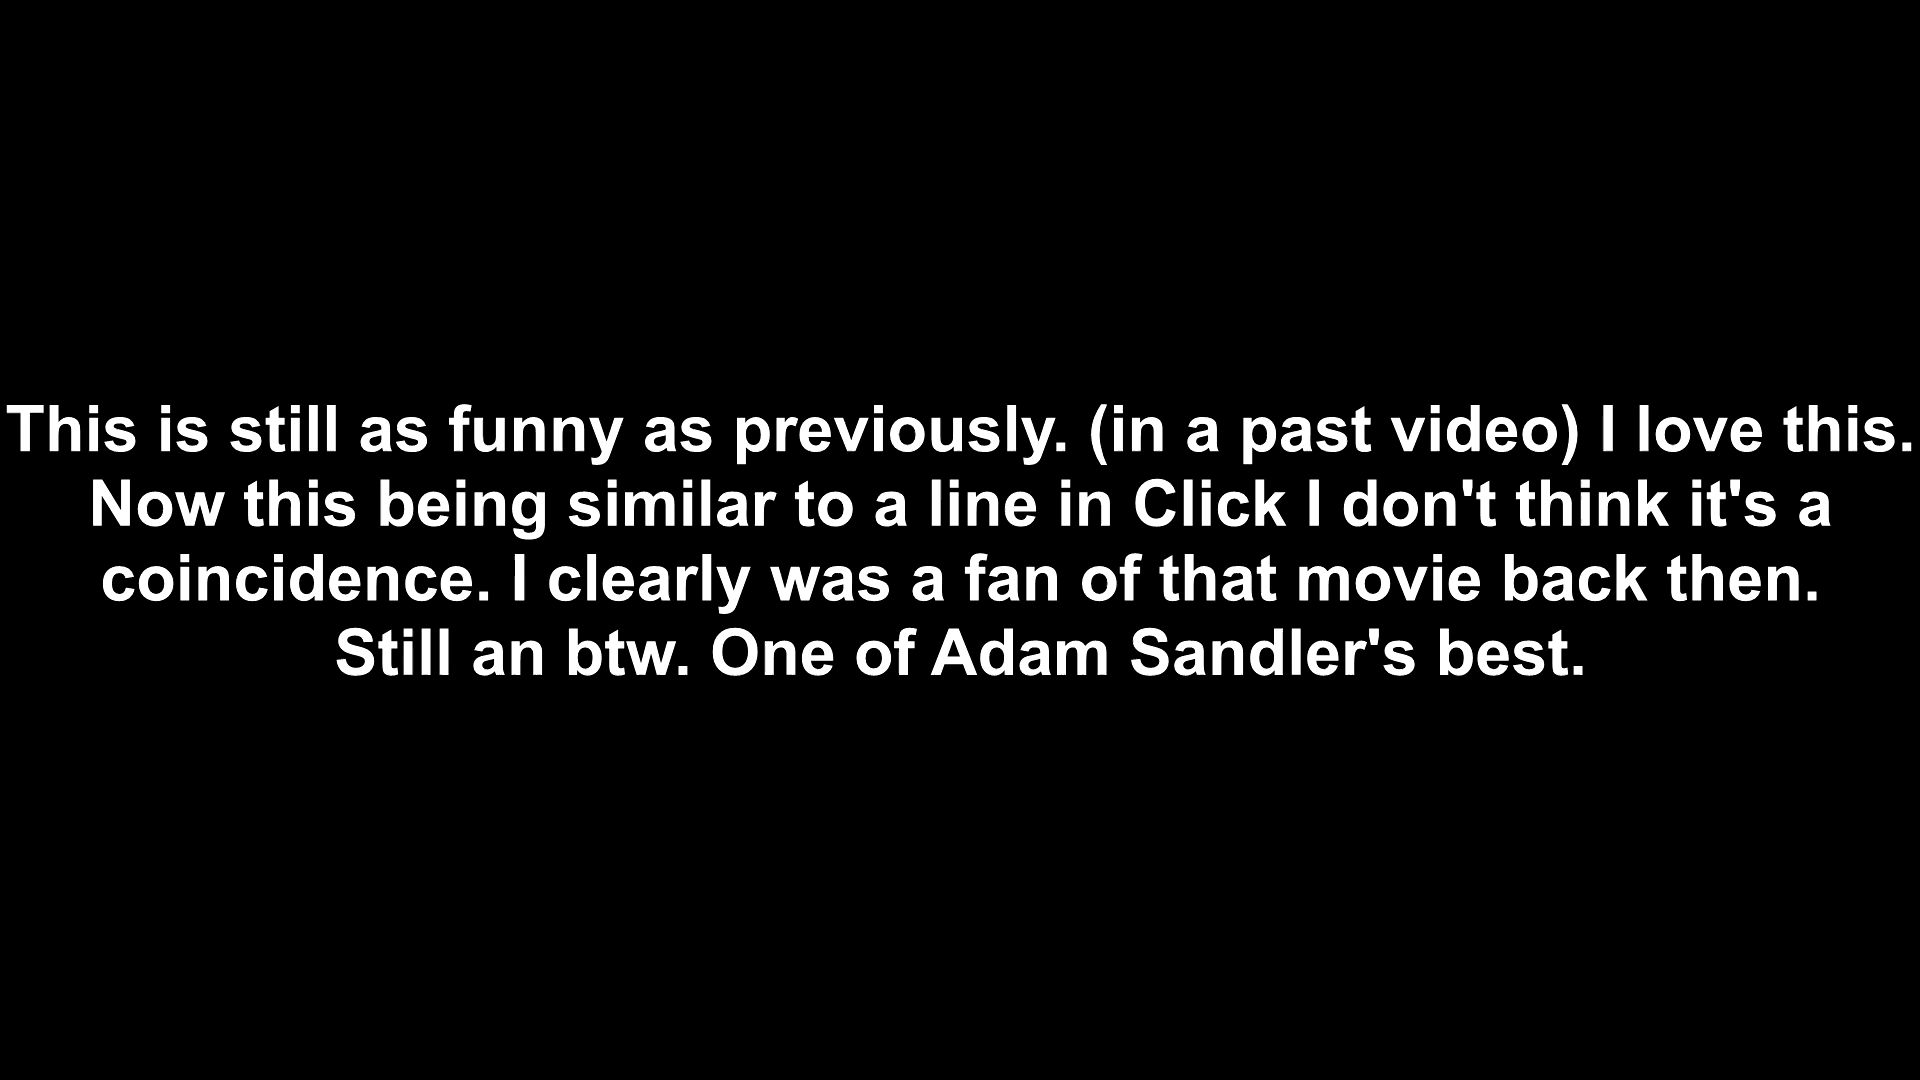 This is still as funny as previously. (in a past video) I love this.
Now this being similar to a line in Click I don't think it's a
coincidence. I clearly was a fan of that movie back then.
Still an btw. One of Adam Sandler's best.